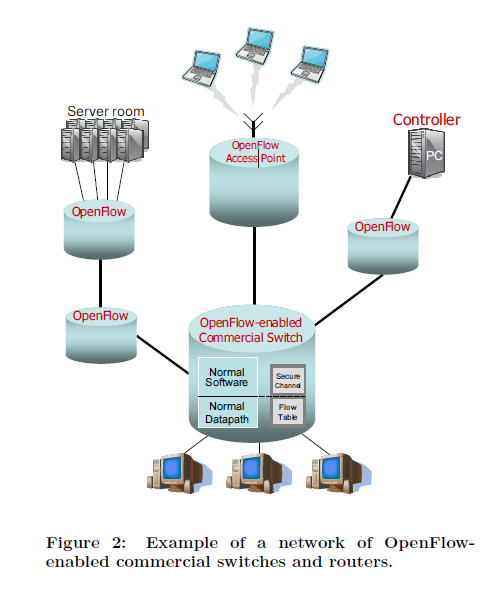 Server room
OpenFlow
Access Point
Controller
PC
OpenFlow
OpenFlow
OpenFlow
OpenFlow-enabled
Commercial Switch
Normal
Software
Secure
Channel
Normal
Datapath
Flow
Table
Figure 2: Example of a network of OpenFlow-
enabled commercial switches and routers.